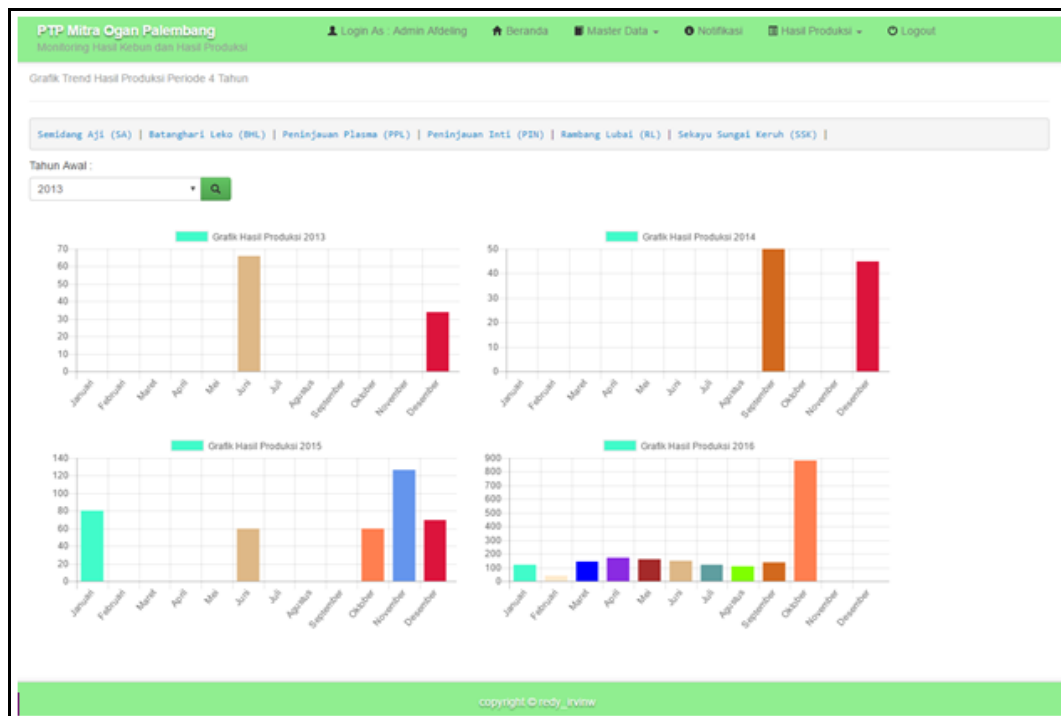 PTP Mitra Ogan Palembang
Login As : Admin Afdeling Beranda Master Data Notifikasi Hasil Produksi Logout
Monitoring Hasil Kebun dan Hasil Produksi
Grafik Trend Hasil Produksi Periode 4 Tahun
Semidang Aji (SA) | Batanghari Leko (BHL) | Peninjauan Plasma (PPL) | Peninjauan Inti (PIN) | Rambang Lubai (RL) | Sekayu Sungai Keruh (SSK) |
Tahun Awal :
2013
Grafik Hasil Produksi 2013
70
60
50
40
30
20
10
0
Januari Februari Maret April Mei Juni Juli Agustus September Oktober November Desember
Grafik Hasil Produksi 2014
50
40
30
20
10
0
Januari Februari Maret April Mei Juni Juli Agustus September Oktober November Desember
Grafik Hasil Produksi 2015
140
120
100
80
60
40
20
0
Januari Februari Maret April Mei Juni Juli Agustus September Oktober November Desember
Grafik Hasil Produksi 2016
900
800
700
600
500
400
300
200
100
0
Januari Februari Maret April Mei Juni Juli Agustus September Oktober November Desember
copyright © redy_irvinw